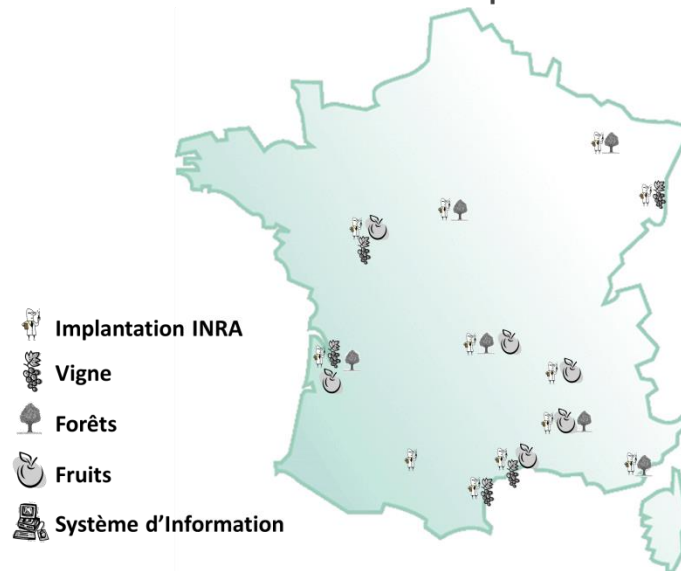 Implantation INRA
Vigne
Forêts
Fruits
Système d'Information